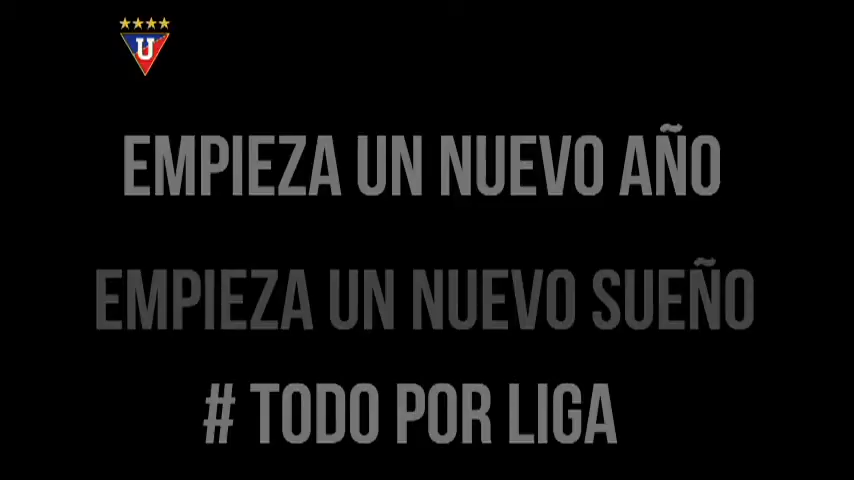 U
EMPIEZA UN NUEVO AÑO
EMPIEZA UN NUEVO SUEÑO
# TODO POR LIGA